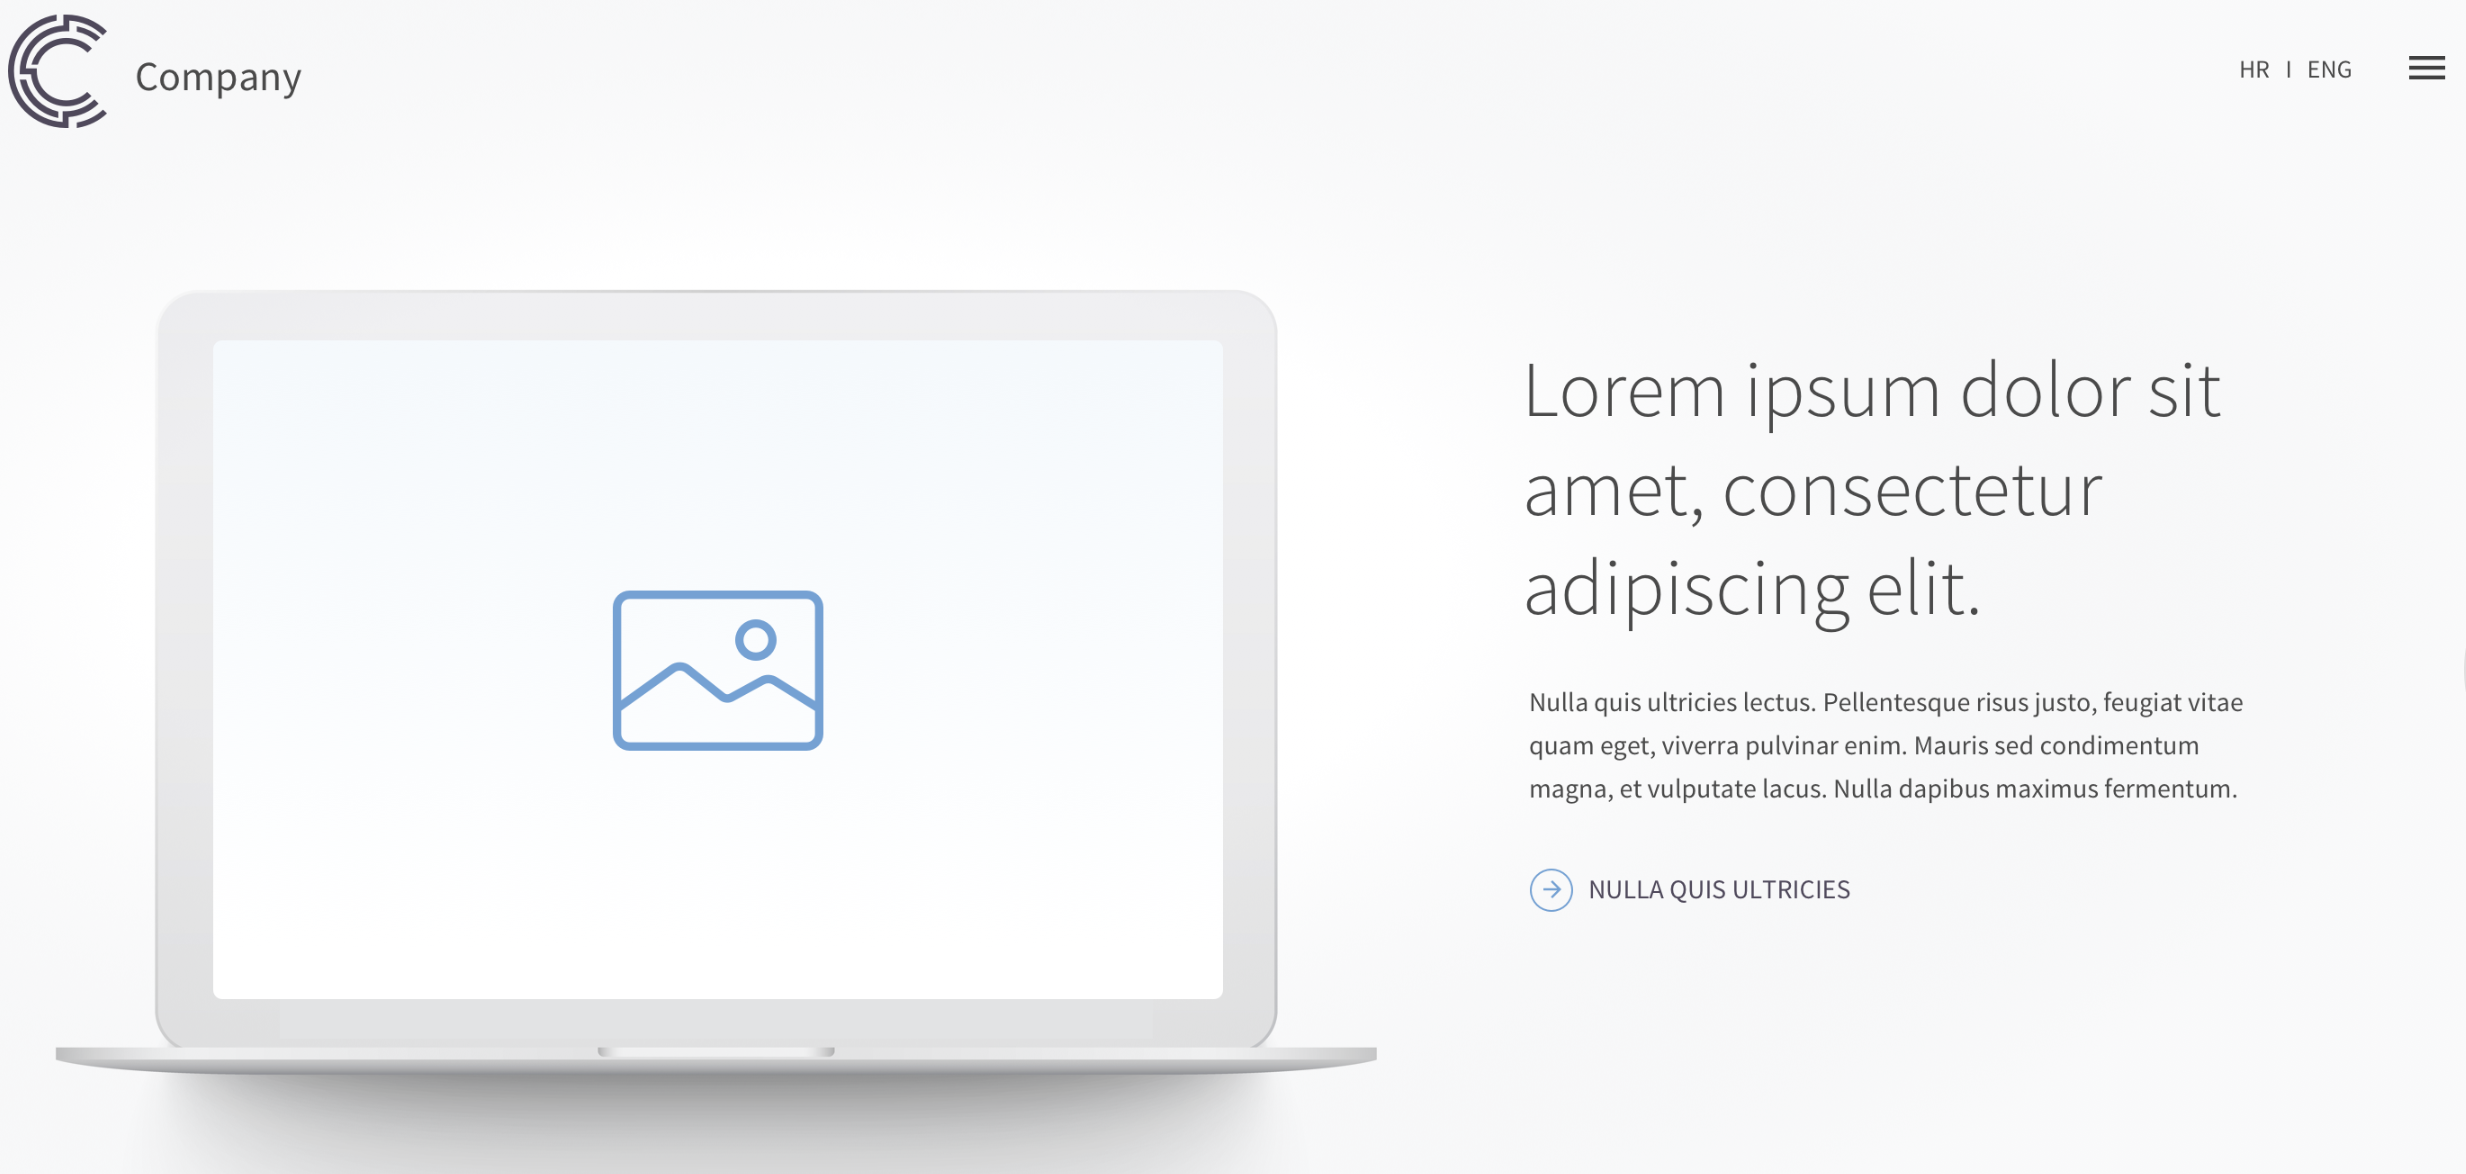 Company
HR I ENG
Lorem ipsum dolor sit
amet, consectetur
adipiscing elit.
Nulla quis ultricies lectus. Pellentesque risus justo, feugiat vitae
quam eget, viverra pulvinar enim. Mauris sed condimentum
magna, et vulputate lacus. Nulla dapibus maximus fermentum.
NULLA QUIS ULTRICIES